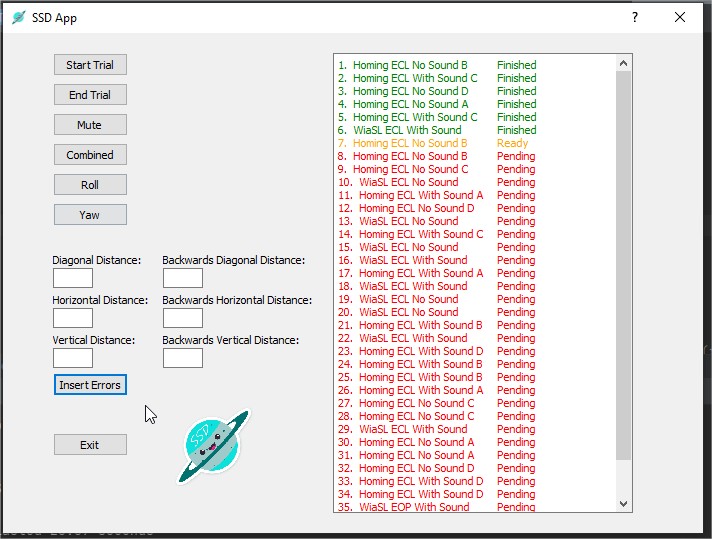 SSD App
?
Start Trial
End Trial
Mute
Combined
Roll
Yaw
Diagonal Distance: Backwards Diagonal Distance:
Horizontal Distance: Backwards Horizontal Distance:
Vertical Distance: Backwards Vertical Distance:
Insert Errors
Exit
SSD
1. Homing ECL No Sound B Finished
2. Homing ECL With Sound C Finished
3. Homing ECL No Sound D Finished
4. Homing ECL No Sound A Finished
5. Homing ECL With Sound C Finished
6. WiaSL ECL With Sound Finished
7. Homing ECL No Sound B Ready
8. Homing ECL No Sound B Pending
9. Homing ECL No Sound C Pending
10. WiaSL ECL No Sound Pending
11. Homing ECL With Sound A Pending
12. Homing ECL No Sound D Pending
13. WiaSL ECL No Sound Pending
14. Homing ECL With Sound C Pending
15. WiaSL ECL No Sound Pending
16. WiaSL ECL With Sound Pending
17. Homing ECL With Sound A Pending
18. WiaSL ECL With Sound Pending
19. WiaSL ECL No Sound Pending
20. WiaSL ECL No Sound Pending
21. Homing ECL With Sound B Pending
22. WiaSL ECL With Sound Pending
23. Homing ECL With Sound D Pending
24. Homing ECL With Sound B Pending
25. Homing ECL With Sound B Pending
26. Homing ECL With Sound A Pending
27. Homing ECL No Sound C Pending
28. Homing ECL No Sound C Pending
29. WiaSL ECL With Sound Pending
30. Homing ECL No Sound A Pending
31. Homing ECL No Sound A Pending
32. Homing ECL No Sound D Pending
33. Homing ECL With Sound D Pending
34. Homing ECL With Sound D Pending
35. WiaSL EOP With Sound Pending